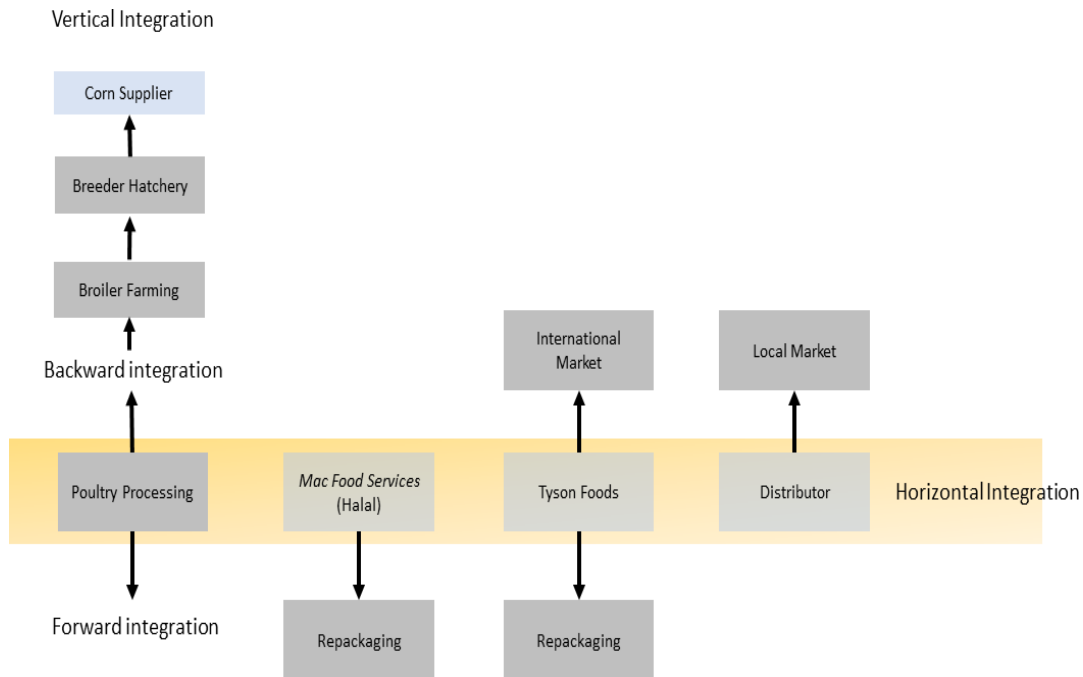 Vertical Integration
Corn Supplier
Breeder Hatchery
Broiler Farming
Backward integration
International
Market
Local Market
Poultry Processing
Mac Food Services
(Halal)
Tyson Foods
Distributor
Horizontal Integration
Forward integration
Repackaging
Repackaging